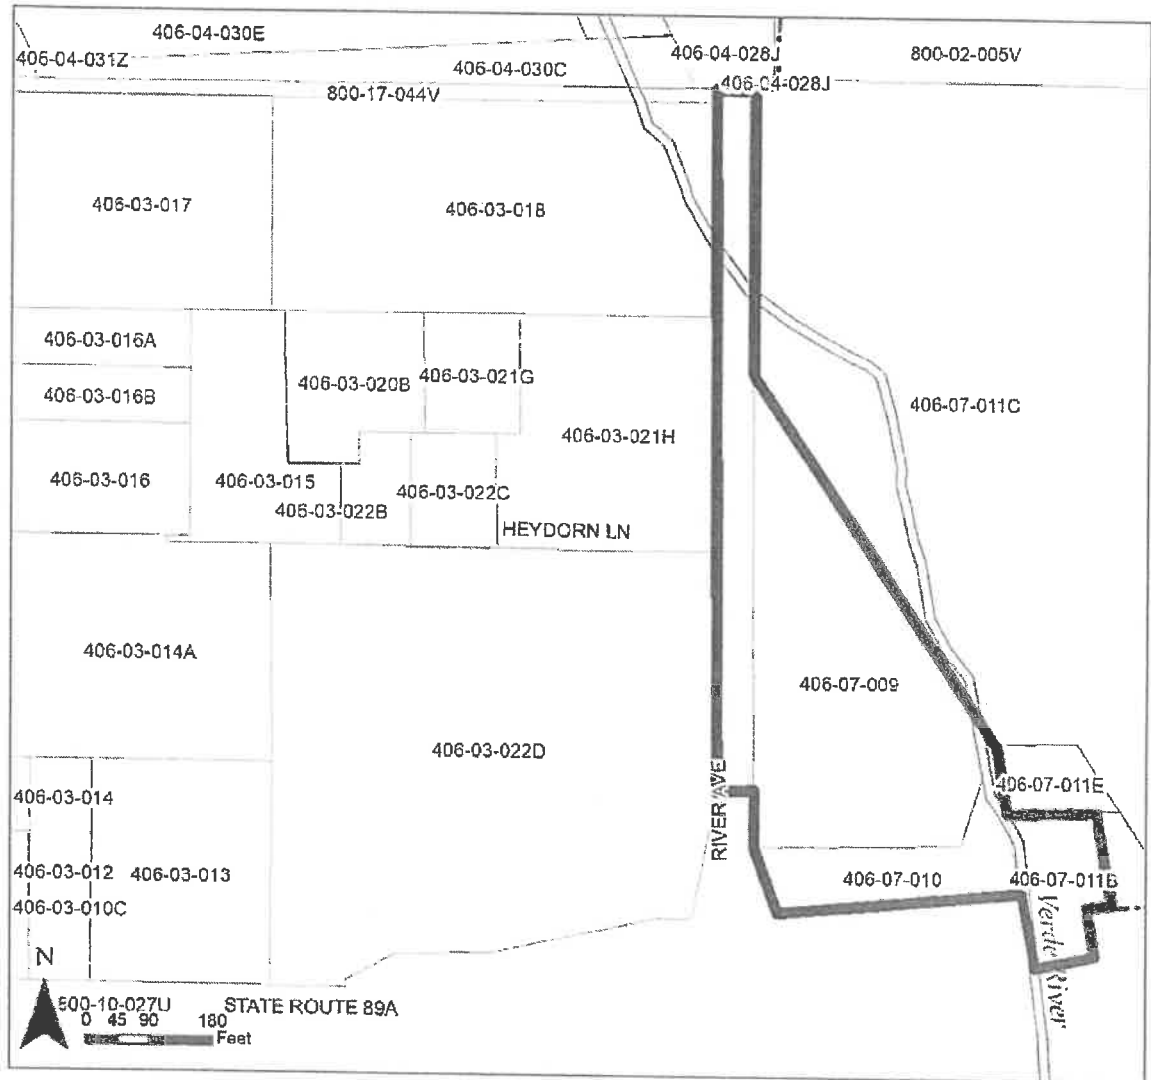 406-04-030E
406-04-031Z
406-04-028J
800-02-005V
406-04-030C
406-04-028J
800-17-044V
406-03-017
406-03-018
406-03-016A
406-03-020B
406-03-021G
406-03-016B
406-07-011C
406-03-021H
406-03-016
406-03-015
406-03-022C
406-03-022B
HEYDORN LN
406-03-014A
406-07-009
406-03-022D
RIVER AVE
406-07-011E
406-03-014
406-03-012
406-03-013
406-07-010
406-07-011B
406-03-010C
Verde River
N
800-10-027U
STATE ROUTE 89A
0 45 90 180
Feet